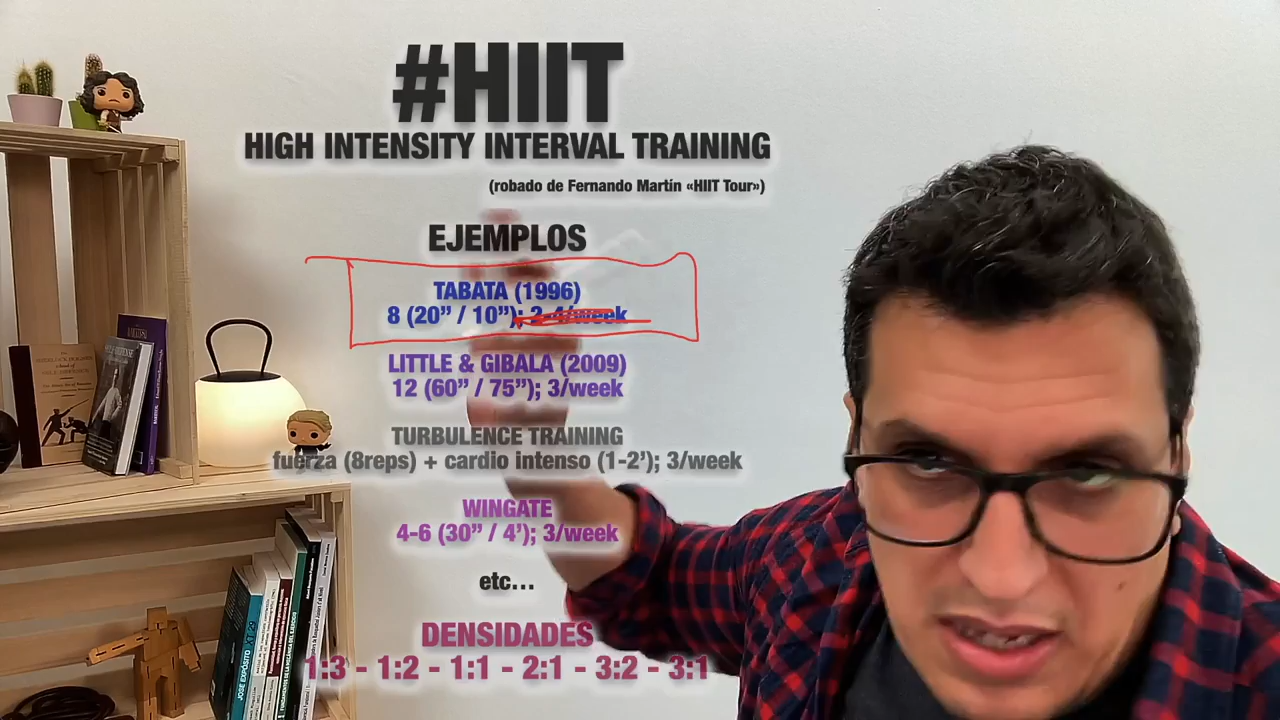 #HIIT
HIGH INTENSITY INTERVAL TRAINING
(robado de Fernando Martín «HIIT Tour»)
EJEMPLOS
TABATA (1996)
8 (20” / 10”); 2-4/week
LITTLE & GIBALA (2009)
12 (60” / 75”); 3/week
TURBULENCE TRAINING
fuerza (8reps) + cardio intenso (1-2’); 3/week
WINGATE
4-6 (30” / 4’); 3/week
etc…
DENSIDADES
1:3 - 1:2 - 1:1 - 2:1 - 3:2 - 3:1
JOSE EXPÓSITO